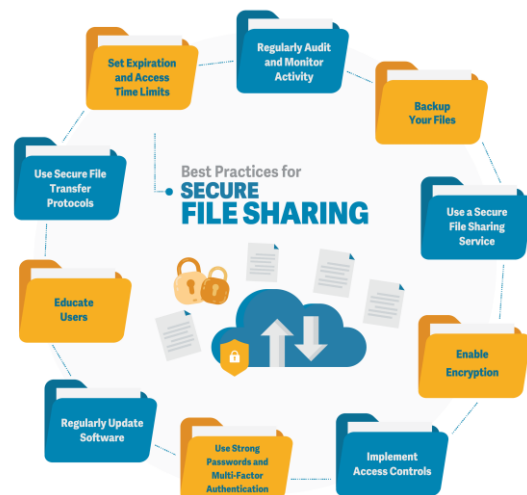 Best Practices for
SECURE
FILE SHARING
Regularly Audit
and Monitor
Activity
Backup
Your Files
Use a Secure
File Sharing
Service
Enable
Encryption
Implement
Access Controls
Use Strong
Passwords and
Multi-Factor
Authentication
Regularly Update
Software
Educate
Users
Use Secure File
Transfer
Protocols
Set Expiration
and Access
Time Limits